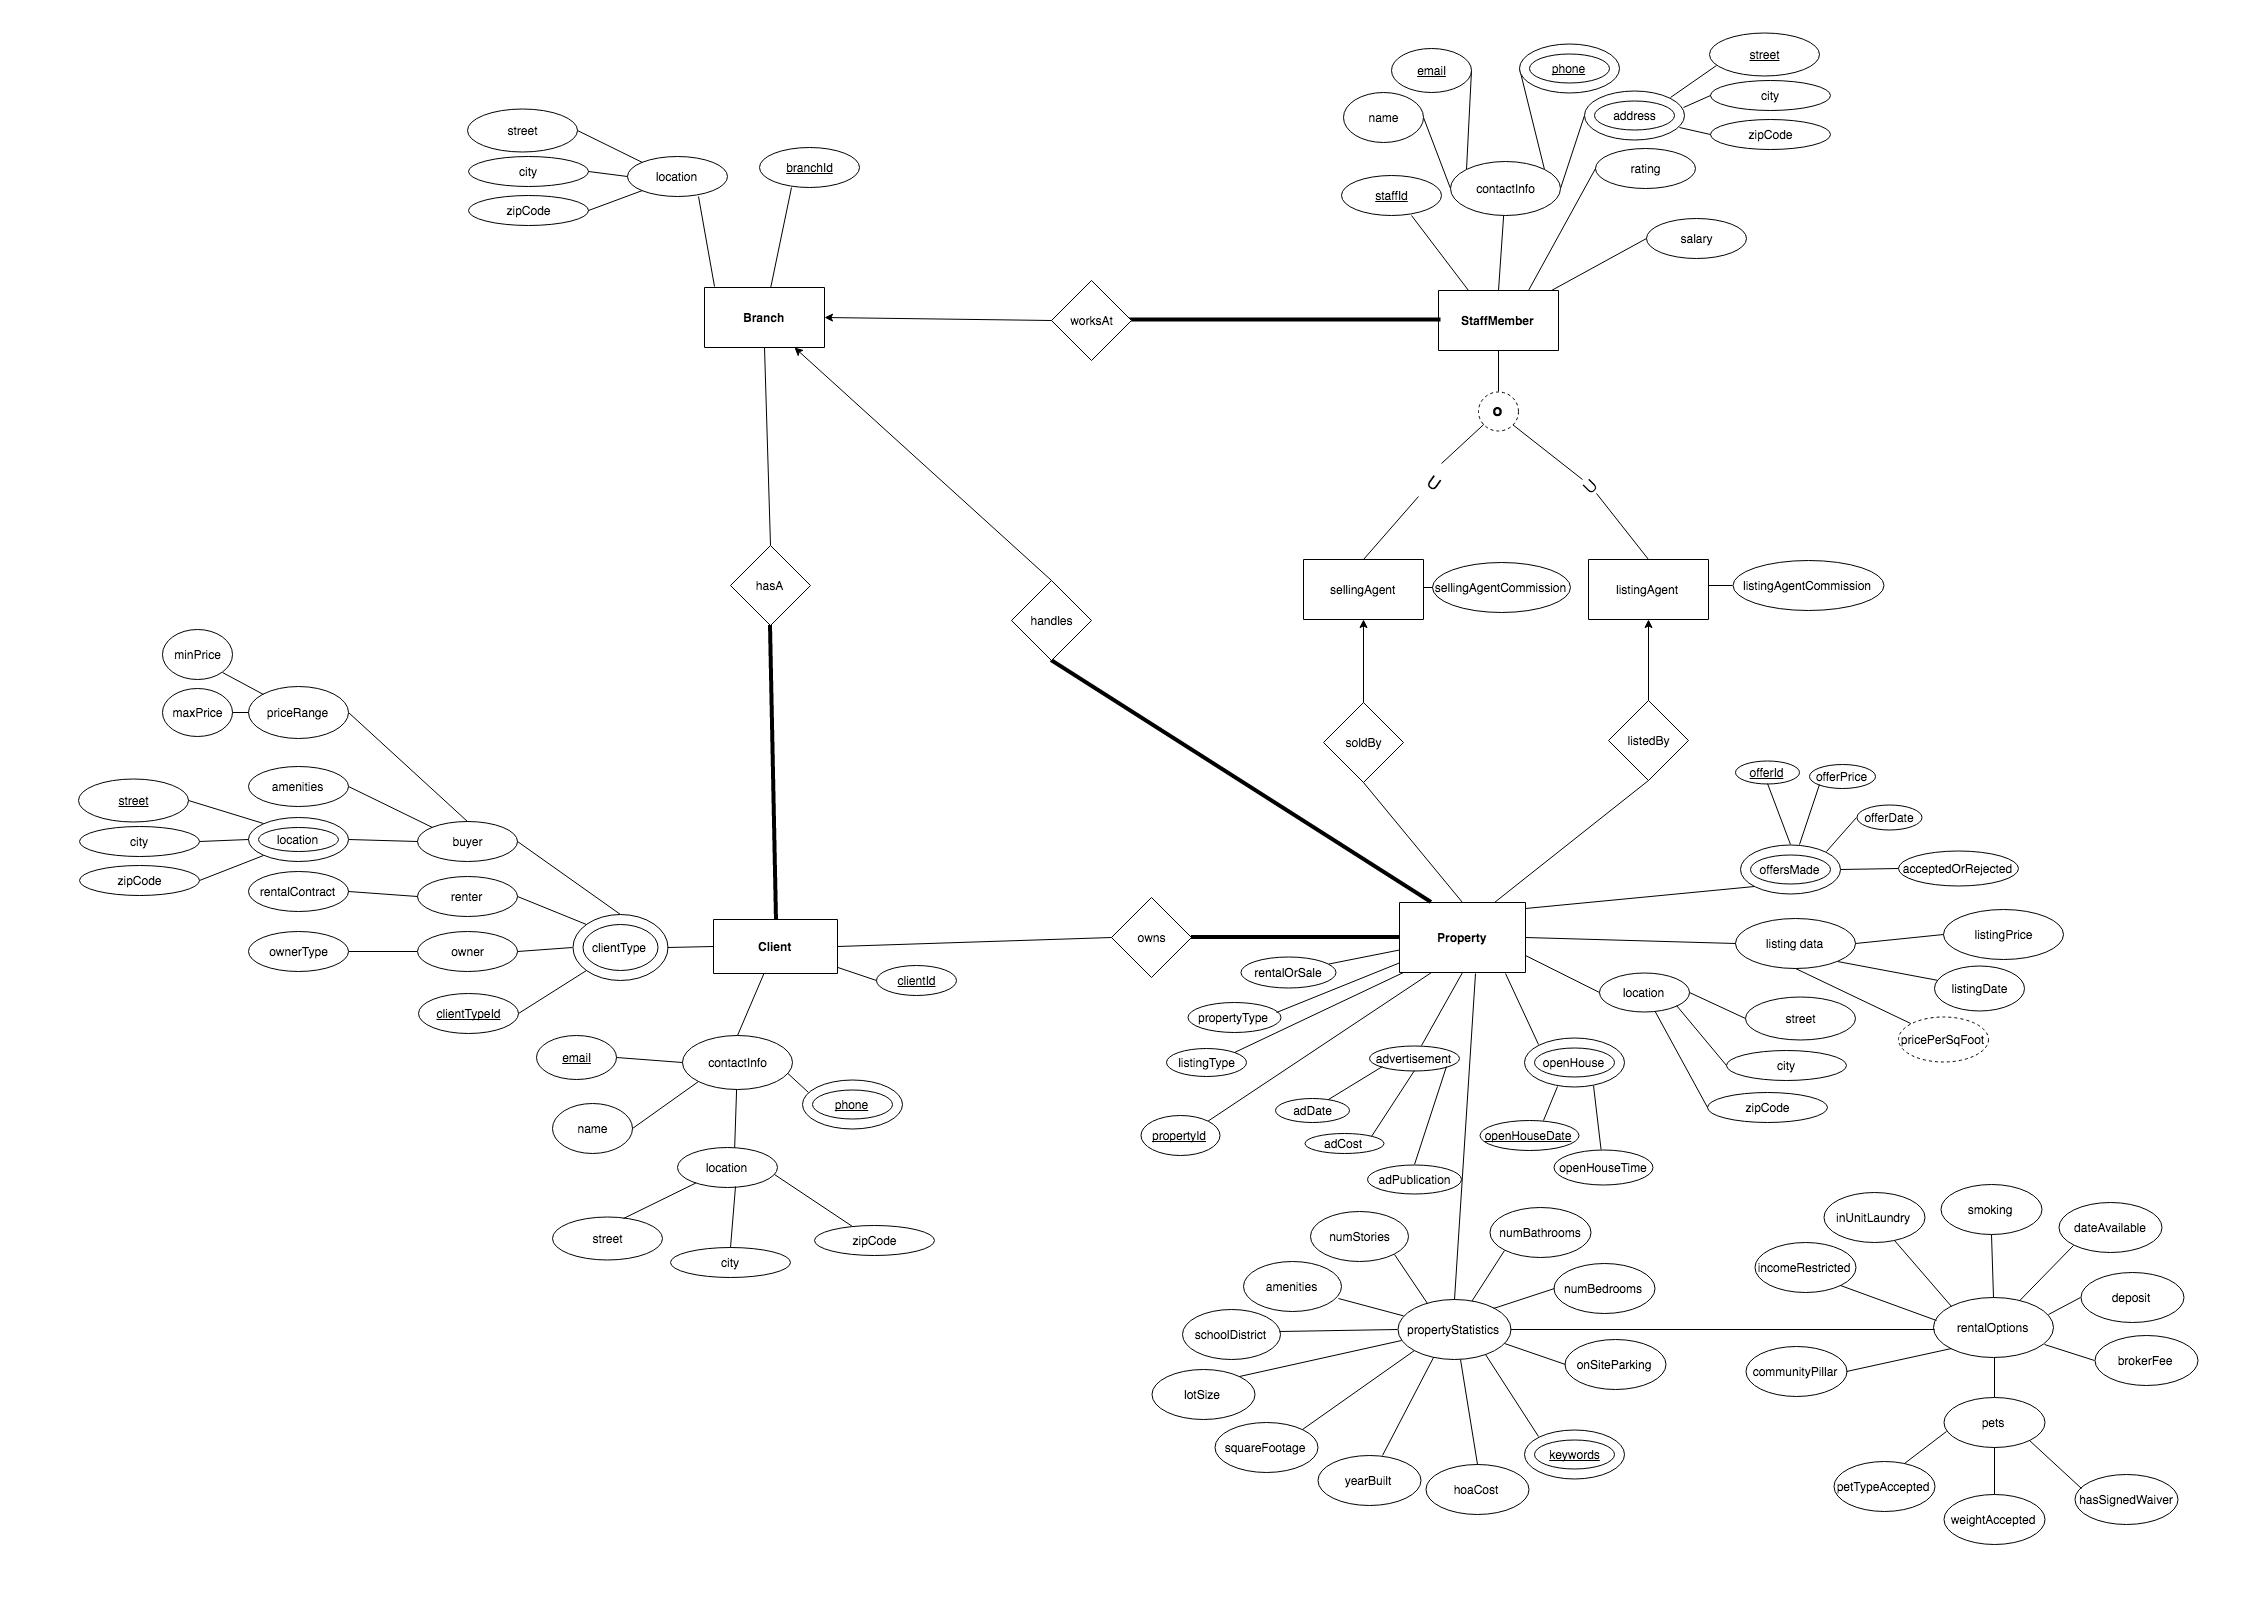 street
email
phone
street
city
address
name
city
zipCode
street
branchId
rating
city
location
contactInfo
staffId
zipCode
salary
Branch
worksAt
StaffMember
O
U
U
hasA
handles
sellingAgent
sellingAgentCommission
listingAgent
listingAgentCommission
minPrice
maxPrice
priceRange
soldBy
listedBy
offerId
offerPrice
amenities
street
offerDate
city
location
buyer
zipCode
offersMade
acceptedOrRejected
rentalContract
renter
ownerType
owner
clientType
Client
owns
Property
listing data
listingPrice
rentalOrSale
clientId
location
listingDate
clientTypeId
propertyType
street
pricePerSqFoot
email
contactInfo
listingType
advertisement
openHouse
city
phone
adDate
zipCode
name
propertyId
adCost
openHouseDate
location
adPublication
openHouseTime
street
city
zipCode
numStories
numBathrooms
inUnitLaundry
smoking
dateAvailable
amenities
numBedrooms
incomeRestricted
deposit
schoolDistrict
propertyStatistics
rentalOptions
onSiteParking
communityPillar
brokerFee
lotSize
pets
squareFootage
keywords
yearBuilt
hoaCost
petTypeAccepted
hasSignedWaiver
weightAccepted